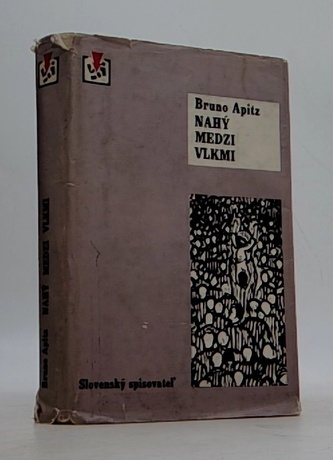 Bruno Apitz
NAHÝ
MEDZI
VLKMI
Slovenský spisovateľ
Bruno Apitz NAHÝ MEDZI VLKMI